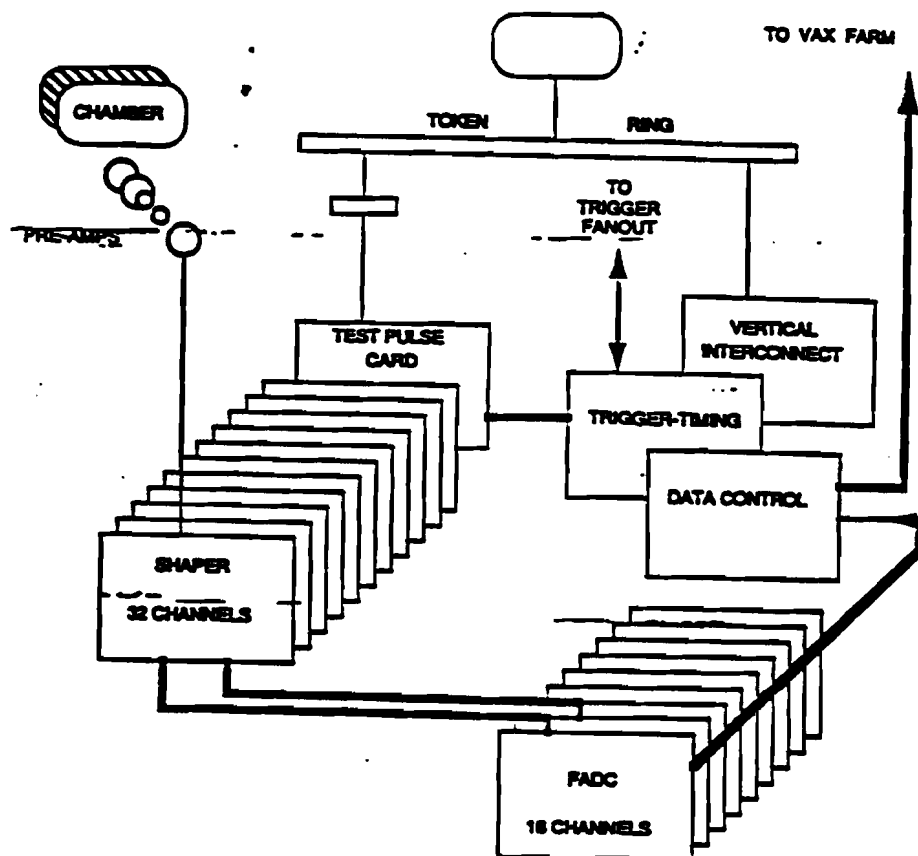 TO VAX FARM
CHAMBER
TOKEN RING
TO
TRIGGER
FANOUT
PRE-AMPS
TEST PULSE
CARD
VERTICAL
INTERCONNECT
TRIGGER-TIMING
DATA CONTROL
SHAPER
32 CHANNELS
FADC
16 CHANNELS